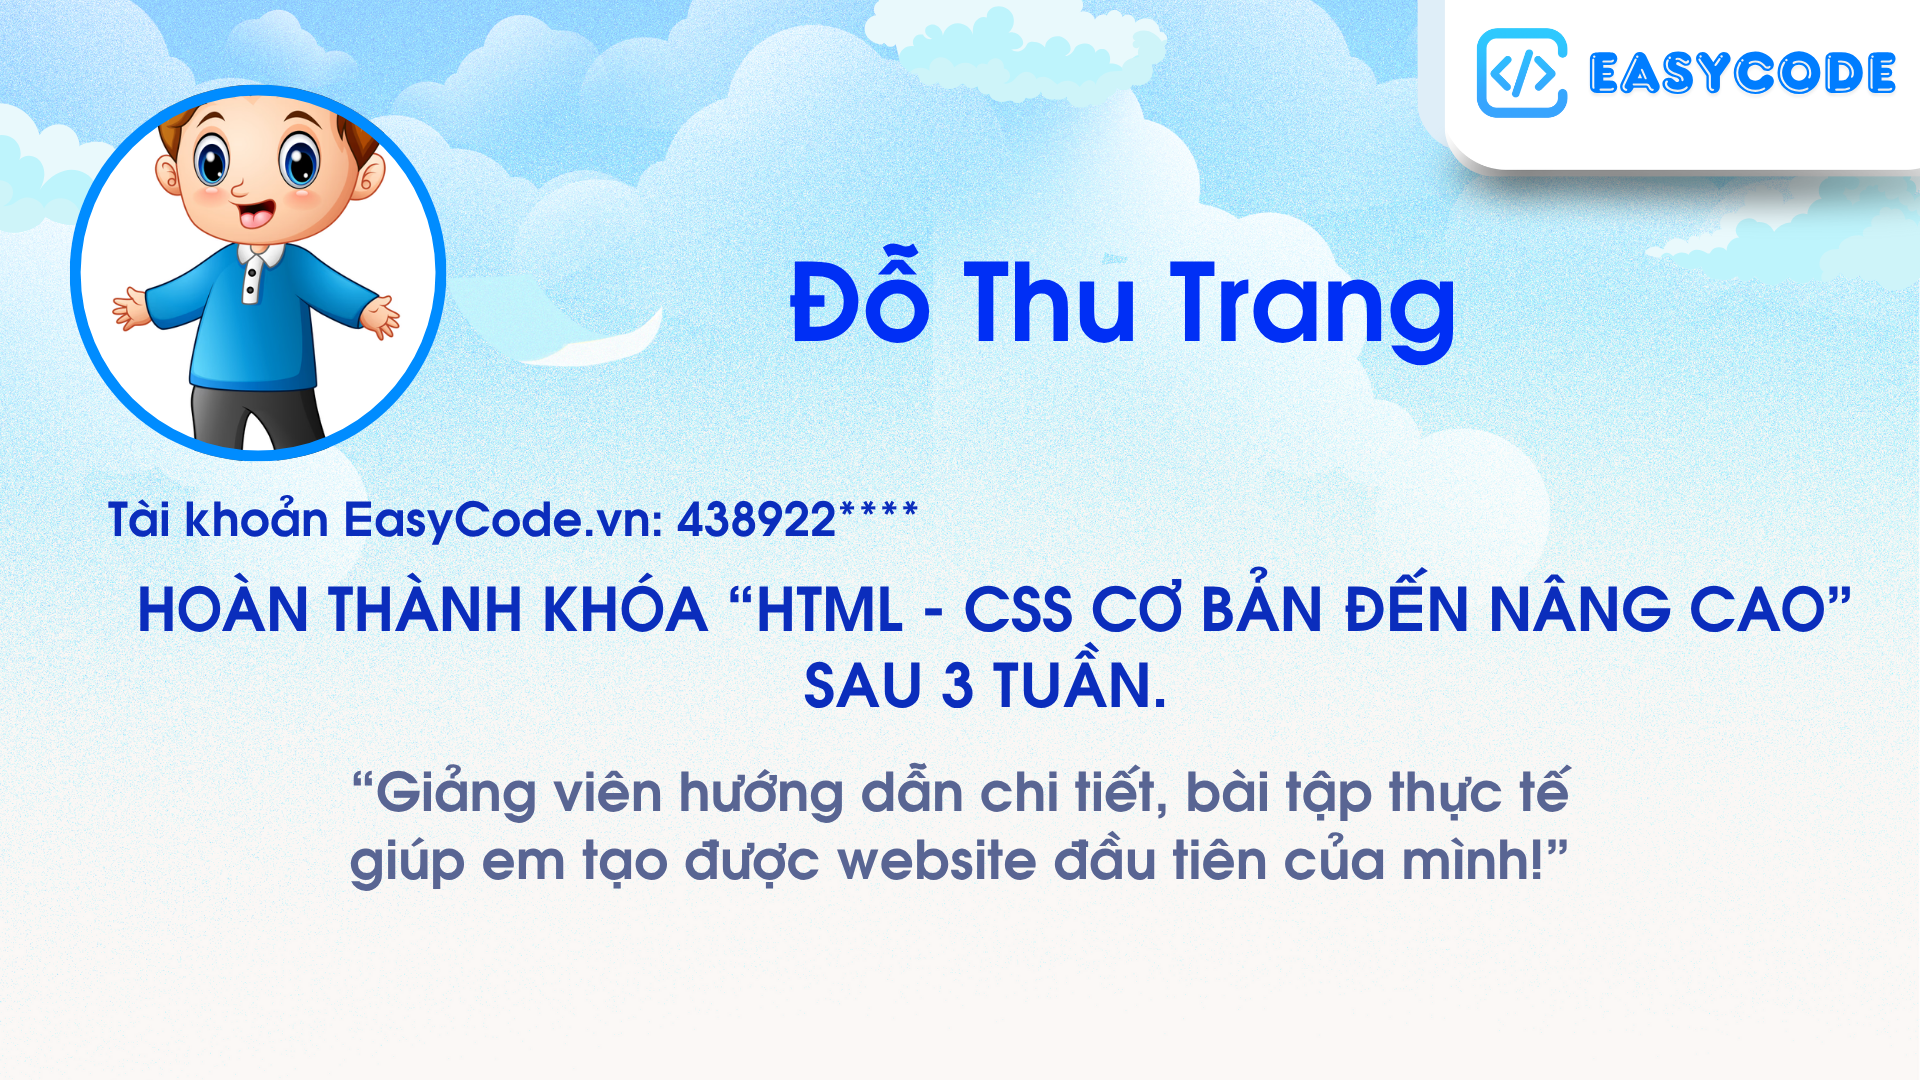 EASYCODE
Đỗ Thu Trang
Tài khoản EasyCode.vn: 438922****
HOÀN THÀNH KHÓA “HTML - CSS CƠ BẢN ĐẾN NÂNG CAO”
SAU 3 TUẦN.
“Giảng viên hướng dẫn chi tiết, bài tập thực tế
giúp em tạo được website đầu tiên của mình!”